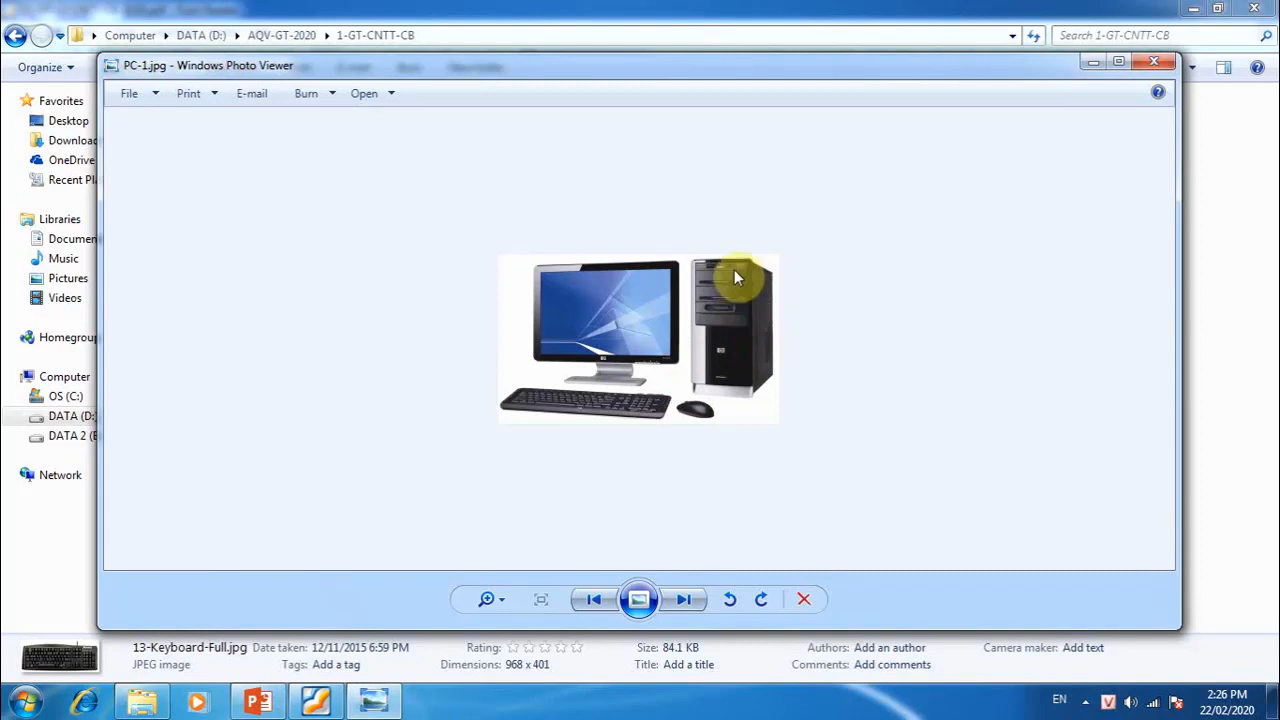 Computer DATA (D:) AQV-GT-2020 1-GT-CNTT-CB Search 1-GT-CNTT-CB
Organize
PC-1.jpg - Windows Photo Viewer
File Print E-mail Burn Open
Favorites
Desktop
Download
OneDrive
Recent Pl
Libraries
Documen
Music
Pictures
Videos
Homegroup
Computer
OS (C:)
DATA (D:
DATA 2 (E
Network
13-Keyboard-Full.jpg Date taken: 12/11/2015 6:59 PM Rating: Size: 84.1 KB Authors: Add an author Camera maker: Add text
JPEG image Tags: Add a tag Dimensions: 968 x 401 Title: Add a title Comments: Add comments
EN
2:26 PM
22/02/2020